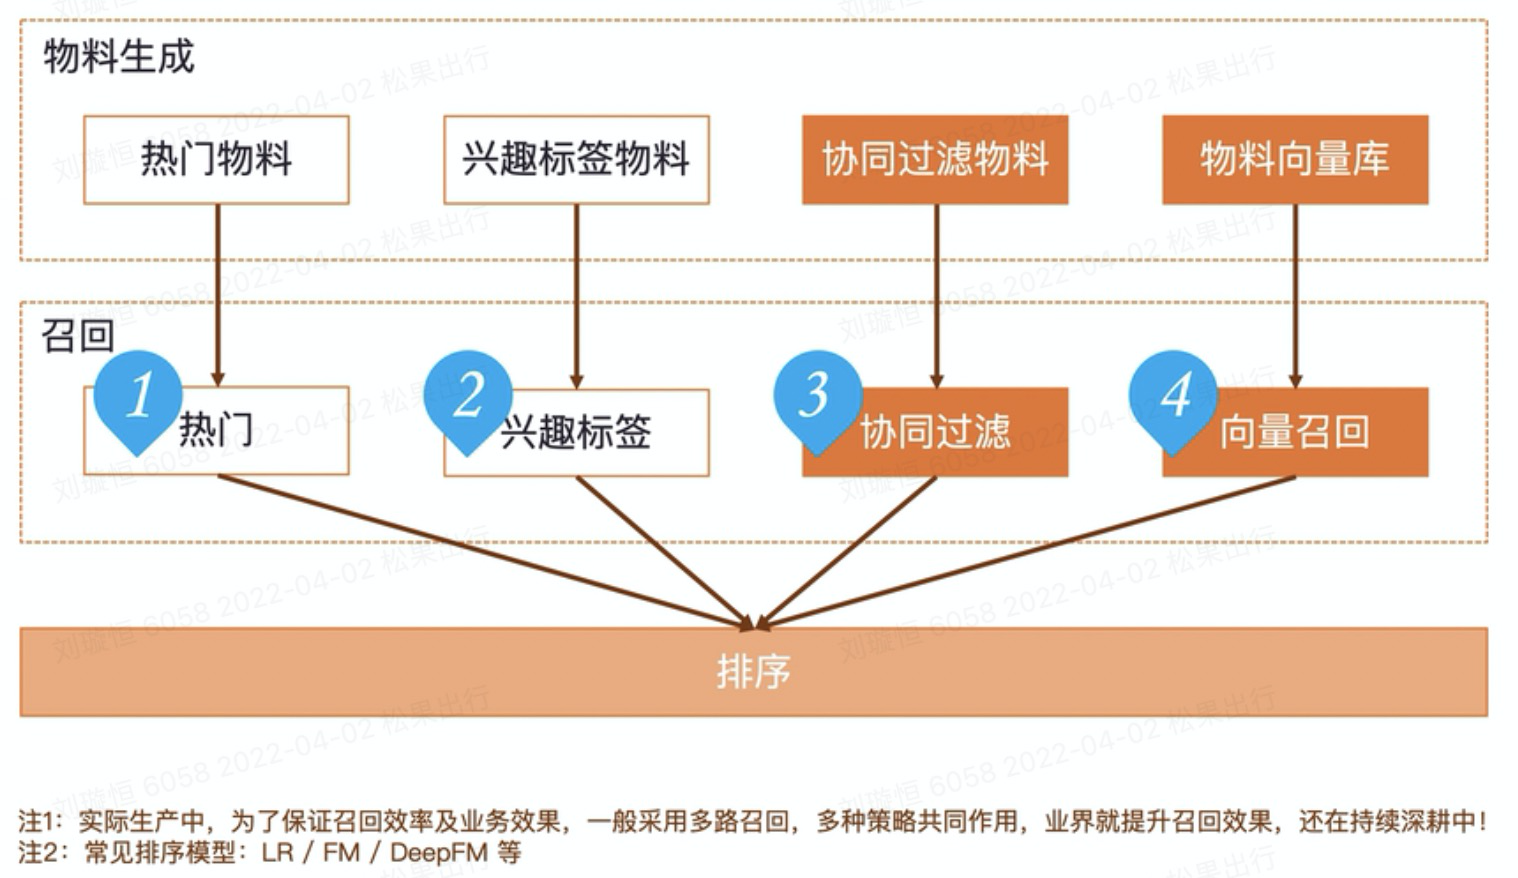 物料生成
热门物料
兴趣标签物料
协同过滤物料
物料向量库
召回
1
热门
2
兴趣标签
3
协同过滤
4
向量召回
排序
注1：实际生产中，为了保证召回效率及业务效果，一般采用多路召回，多种策略共同作用，业界就提升召回效果，还在持续深耕中！
注2：常见排序模型：LR / FM / DeepFM 等
刘璇恒 6058 2022-04-02 松果出行